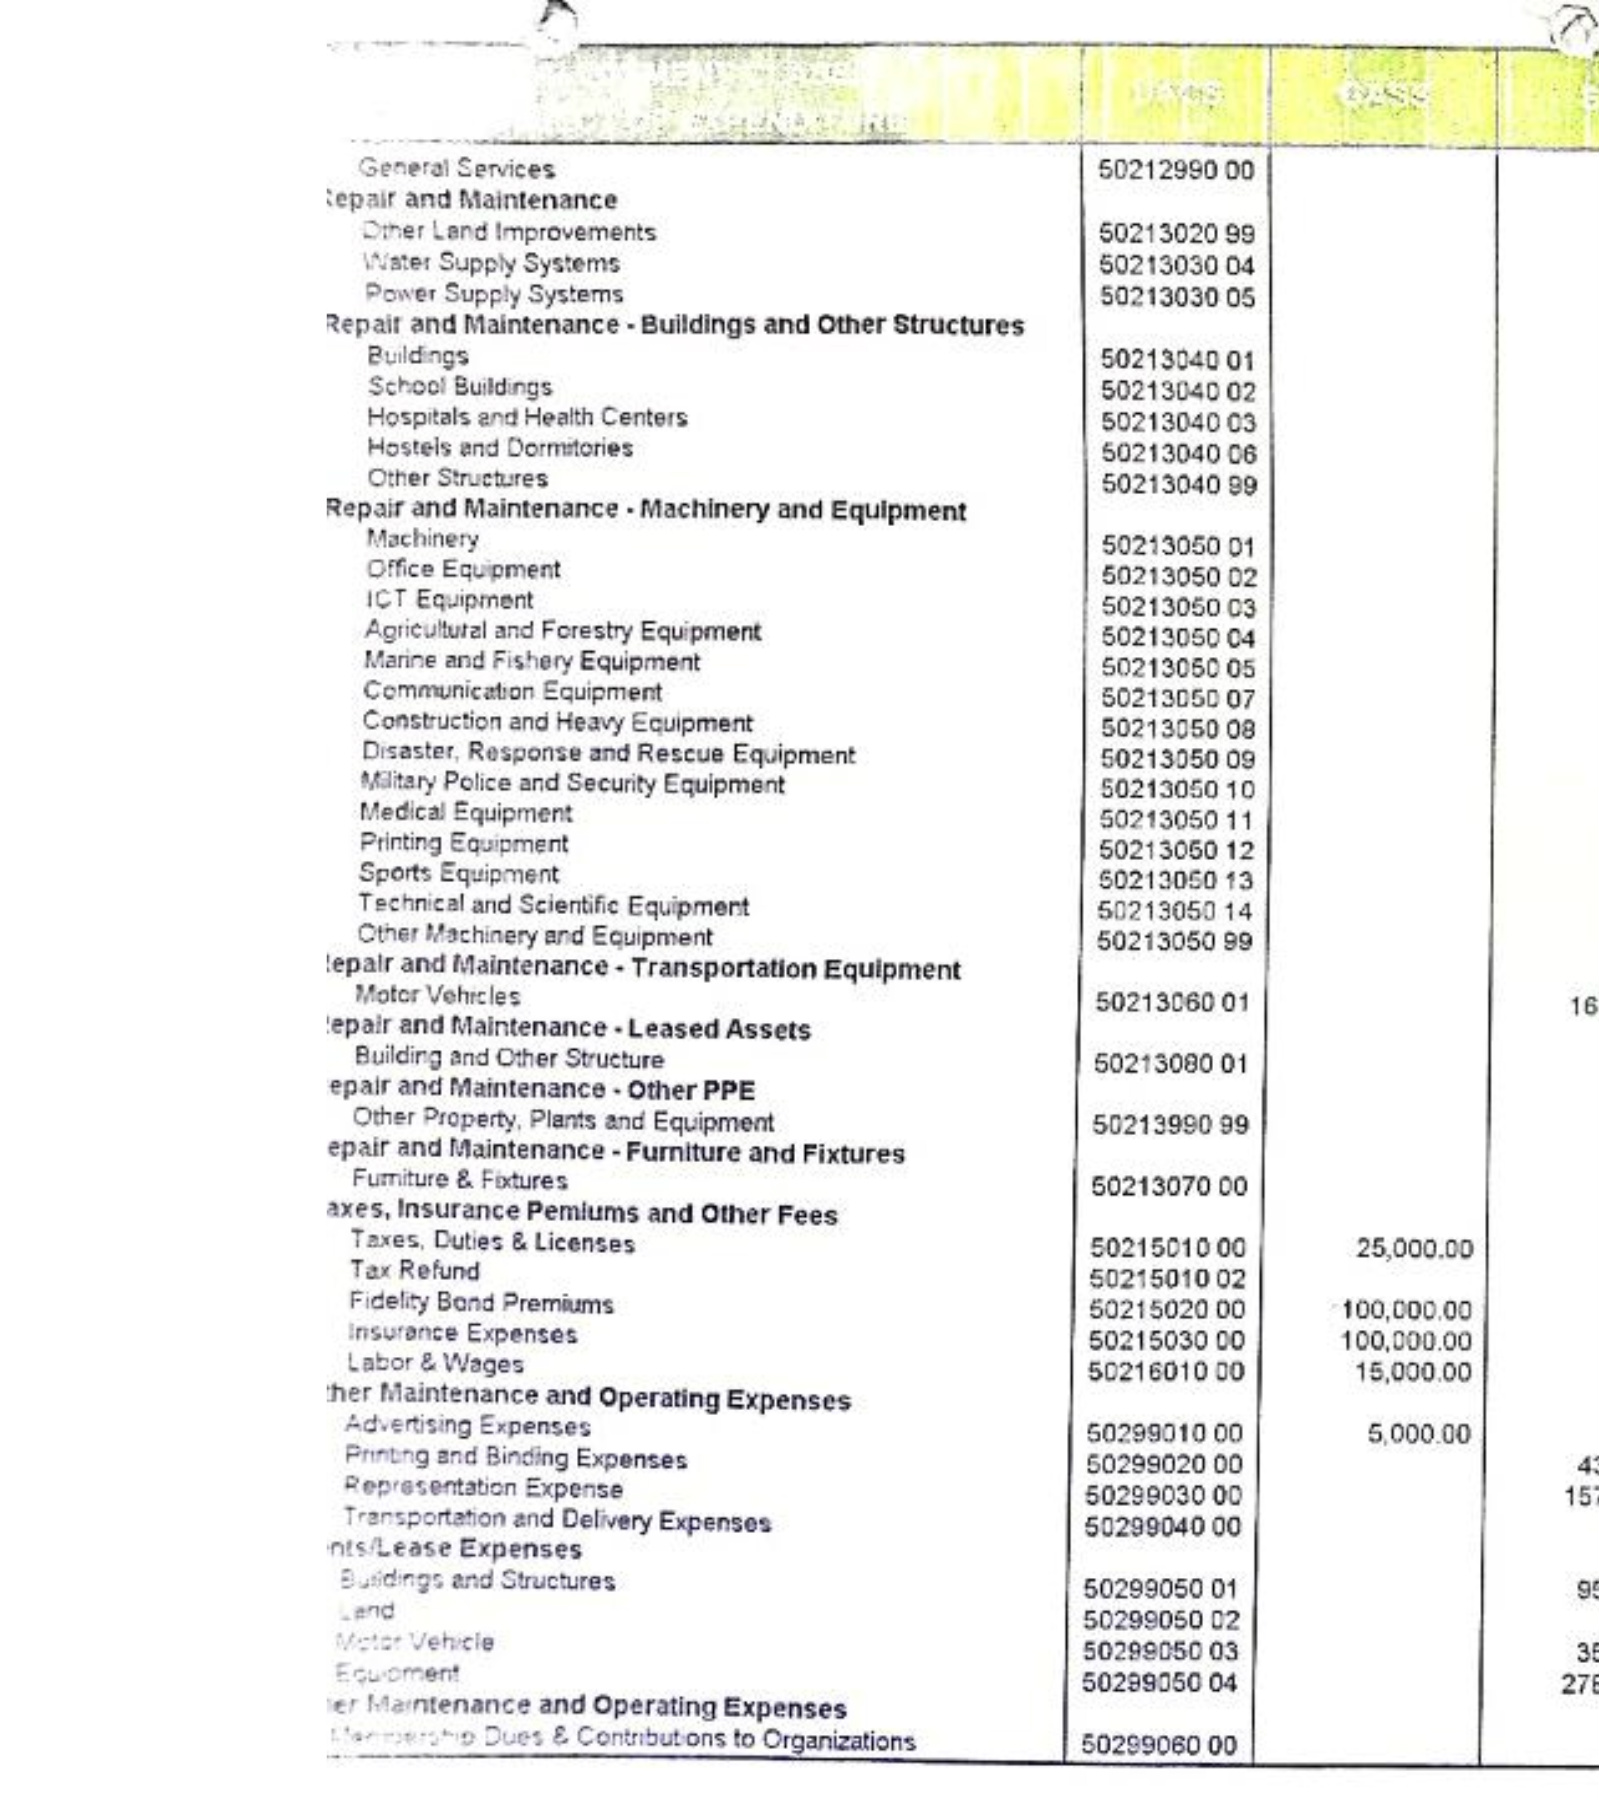 OF EXPENDITURE UACS GASS
General Services 50212990 00
epair and Maintenance
Other Land Improvements 50213020 99
Water Supply Systems 50213030 04
Power Supply Systems 50213030 05
Repair and Maintenance - Buildings and Other Structures
Buildings 50213040 01
School Buildings 50213040 02
Hospitals and Health Centers 50213040 03
Hostels and Dormitories 50213040 06
Other Structures 50213040 99
Repair and Maintenance - Machinery and Equipment
Machinery 50213050 01
Office Equipment 50213050 02
ICT Equipment 50213050 03
Agricultural and Forestry Equipment 50213050 04
Marine and Fishery Equipment 50213050 05
Communication Equipment 50213050 07
Construction and Heavy Equipment 50213050 08
Disaster, Response and Rescue Equipment 50213050 09
Military Police and Security Equipment 50213050 10
Medical Equipment 50213050 11
Printing Equipment 50213050 12
Sports Equipment 50213050 13
Technical and Scientific Equipment 50213050 14
Other Machinery and Equipment 50213050 99
epair and Maintenance - Transportation Equipment
Motor Vehicles 50213060 01 16
epair and Maintenance - Leased Assets
Building and Other Structure 50213080 01
epair and Maintenance - Other PPE
Other Property, Plants and Equipment 50213990 99
epair and Maintenance - Furniture and Fixtures
Furniture & Fixtures 50213070 00
axes, Insurance Pemiums and Other Fees
Taxes, Duties & Licenses 50215010 00 25,000.00
Tax Refund 50215010 02
Fidelity Bond Premiums 50215020 00 100,000.00
Insurance Expenses 50215030 00 100,000.00
Labor & Wages 50216010 00 15,000.00
her Maintenance and Operating Expenses
Advertising Expenses 50299010 00 5,000.00
Printing and Binding Expenses 50299020 00 43
Representation Expense 50299030 00 157
Transportation and Delivery Expenses 50299040 00
nts/Lease Expenses
Buildings and Structures 50299050 01 95
Land 50299050 02
Motor Vehicle 50299050 03 35
Equipment 50299050 04 278
er Maintenance and Operating Expenses
Membership Dues & Contributions to Organizations 50299060 00